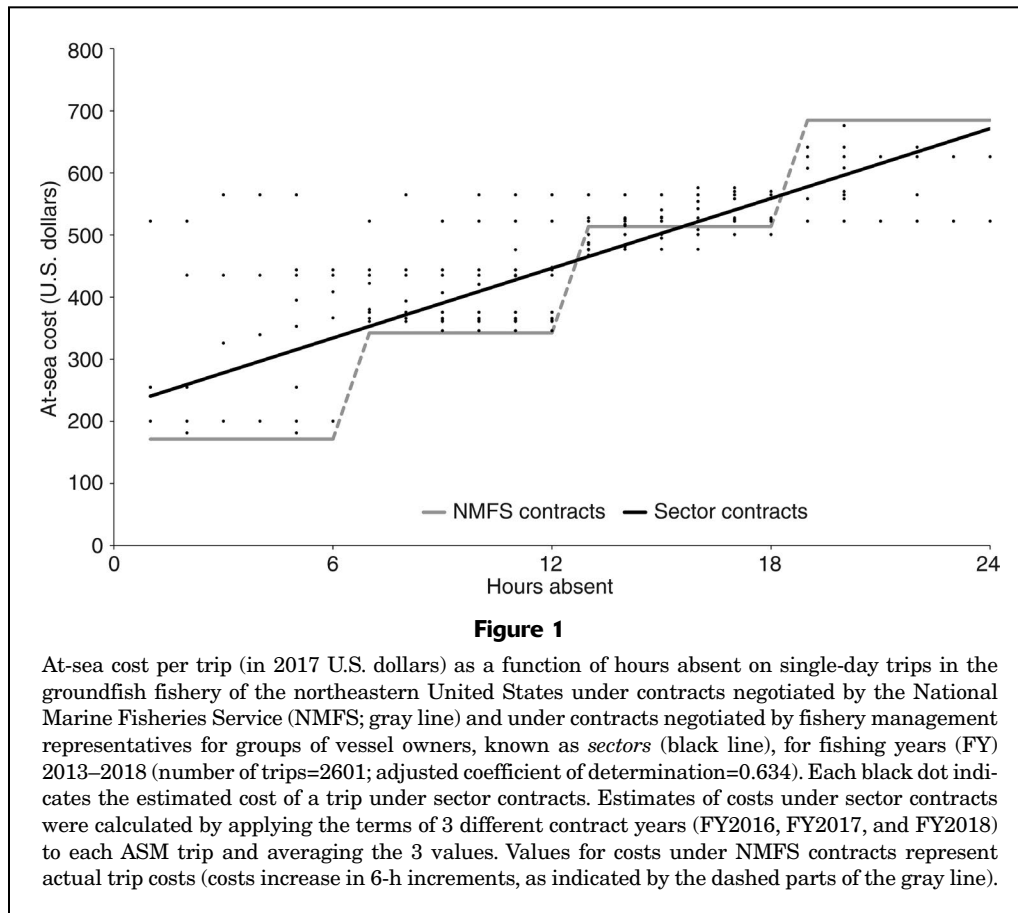 800
700
600
500
400
300
200
100
0
At-sea cost (U.S. dollars)
NMFS contracts Sector contracts
0 6 12 18 24
Hours absent
Figure 1
At-sea cost per trip (in 2017 U.S. dollars) as a function of hours absent on single-day trips in the
groundfish fishery of the northeastern United States under contracts negotiated by the National
Marine Fisheries Service (NMFS; gray line) and under contracts negotiated by fishery management
representatives for groups of vessel owners, known as sectors (black line), for fishing years (FY)
2013–2018 (number of trips=2601; adjusted coefficient of determination=0.634). Each black dot indi-
cates the estimated cost of a trip under sector contracts. Estimates of costs under sector contracts
were calculated by applying the terms of 3 different contract years (FY2016, FY2017, and FY2018)
to each ASM trip and averaging the 3 values. Values for costs under NMFS contracts represent
actual trip costs (costs increase in 6-h increments, as indicated by the dashed parts of the gray line).